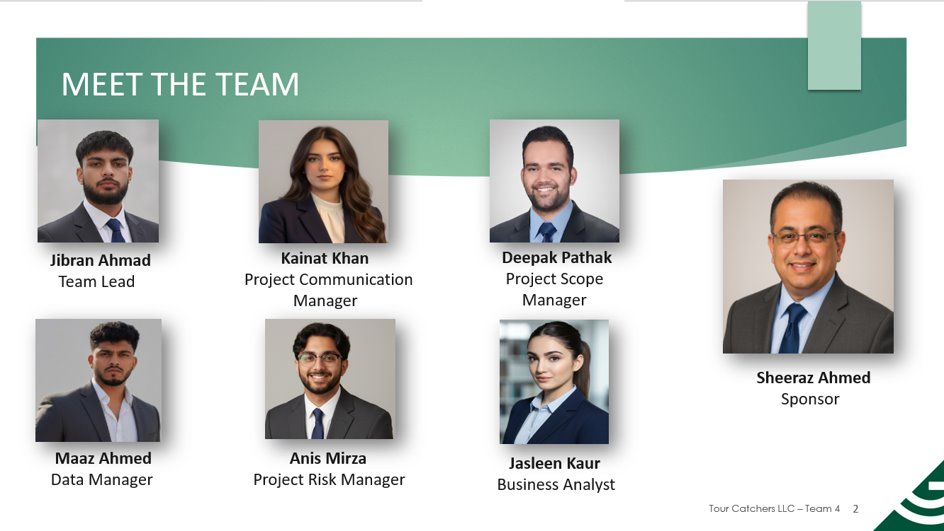 MEET THE TEAM
Jibran Ahmad
Team Lead
Kainat Khan
Project Communication
Manager
Deepak Pathak
Project Scope
Manager
Sheeraz Ahmed
Sponsor
Maaz Ahmed
Data Manager
Anis Mirza
Project Risk Manager
Jasleen Kaur
Business Analyst
Tour Catchers LLC – Team 4 2